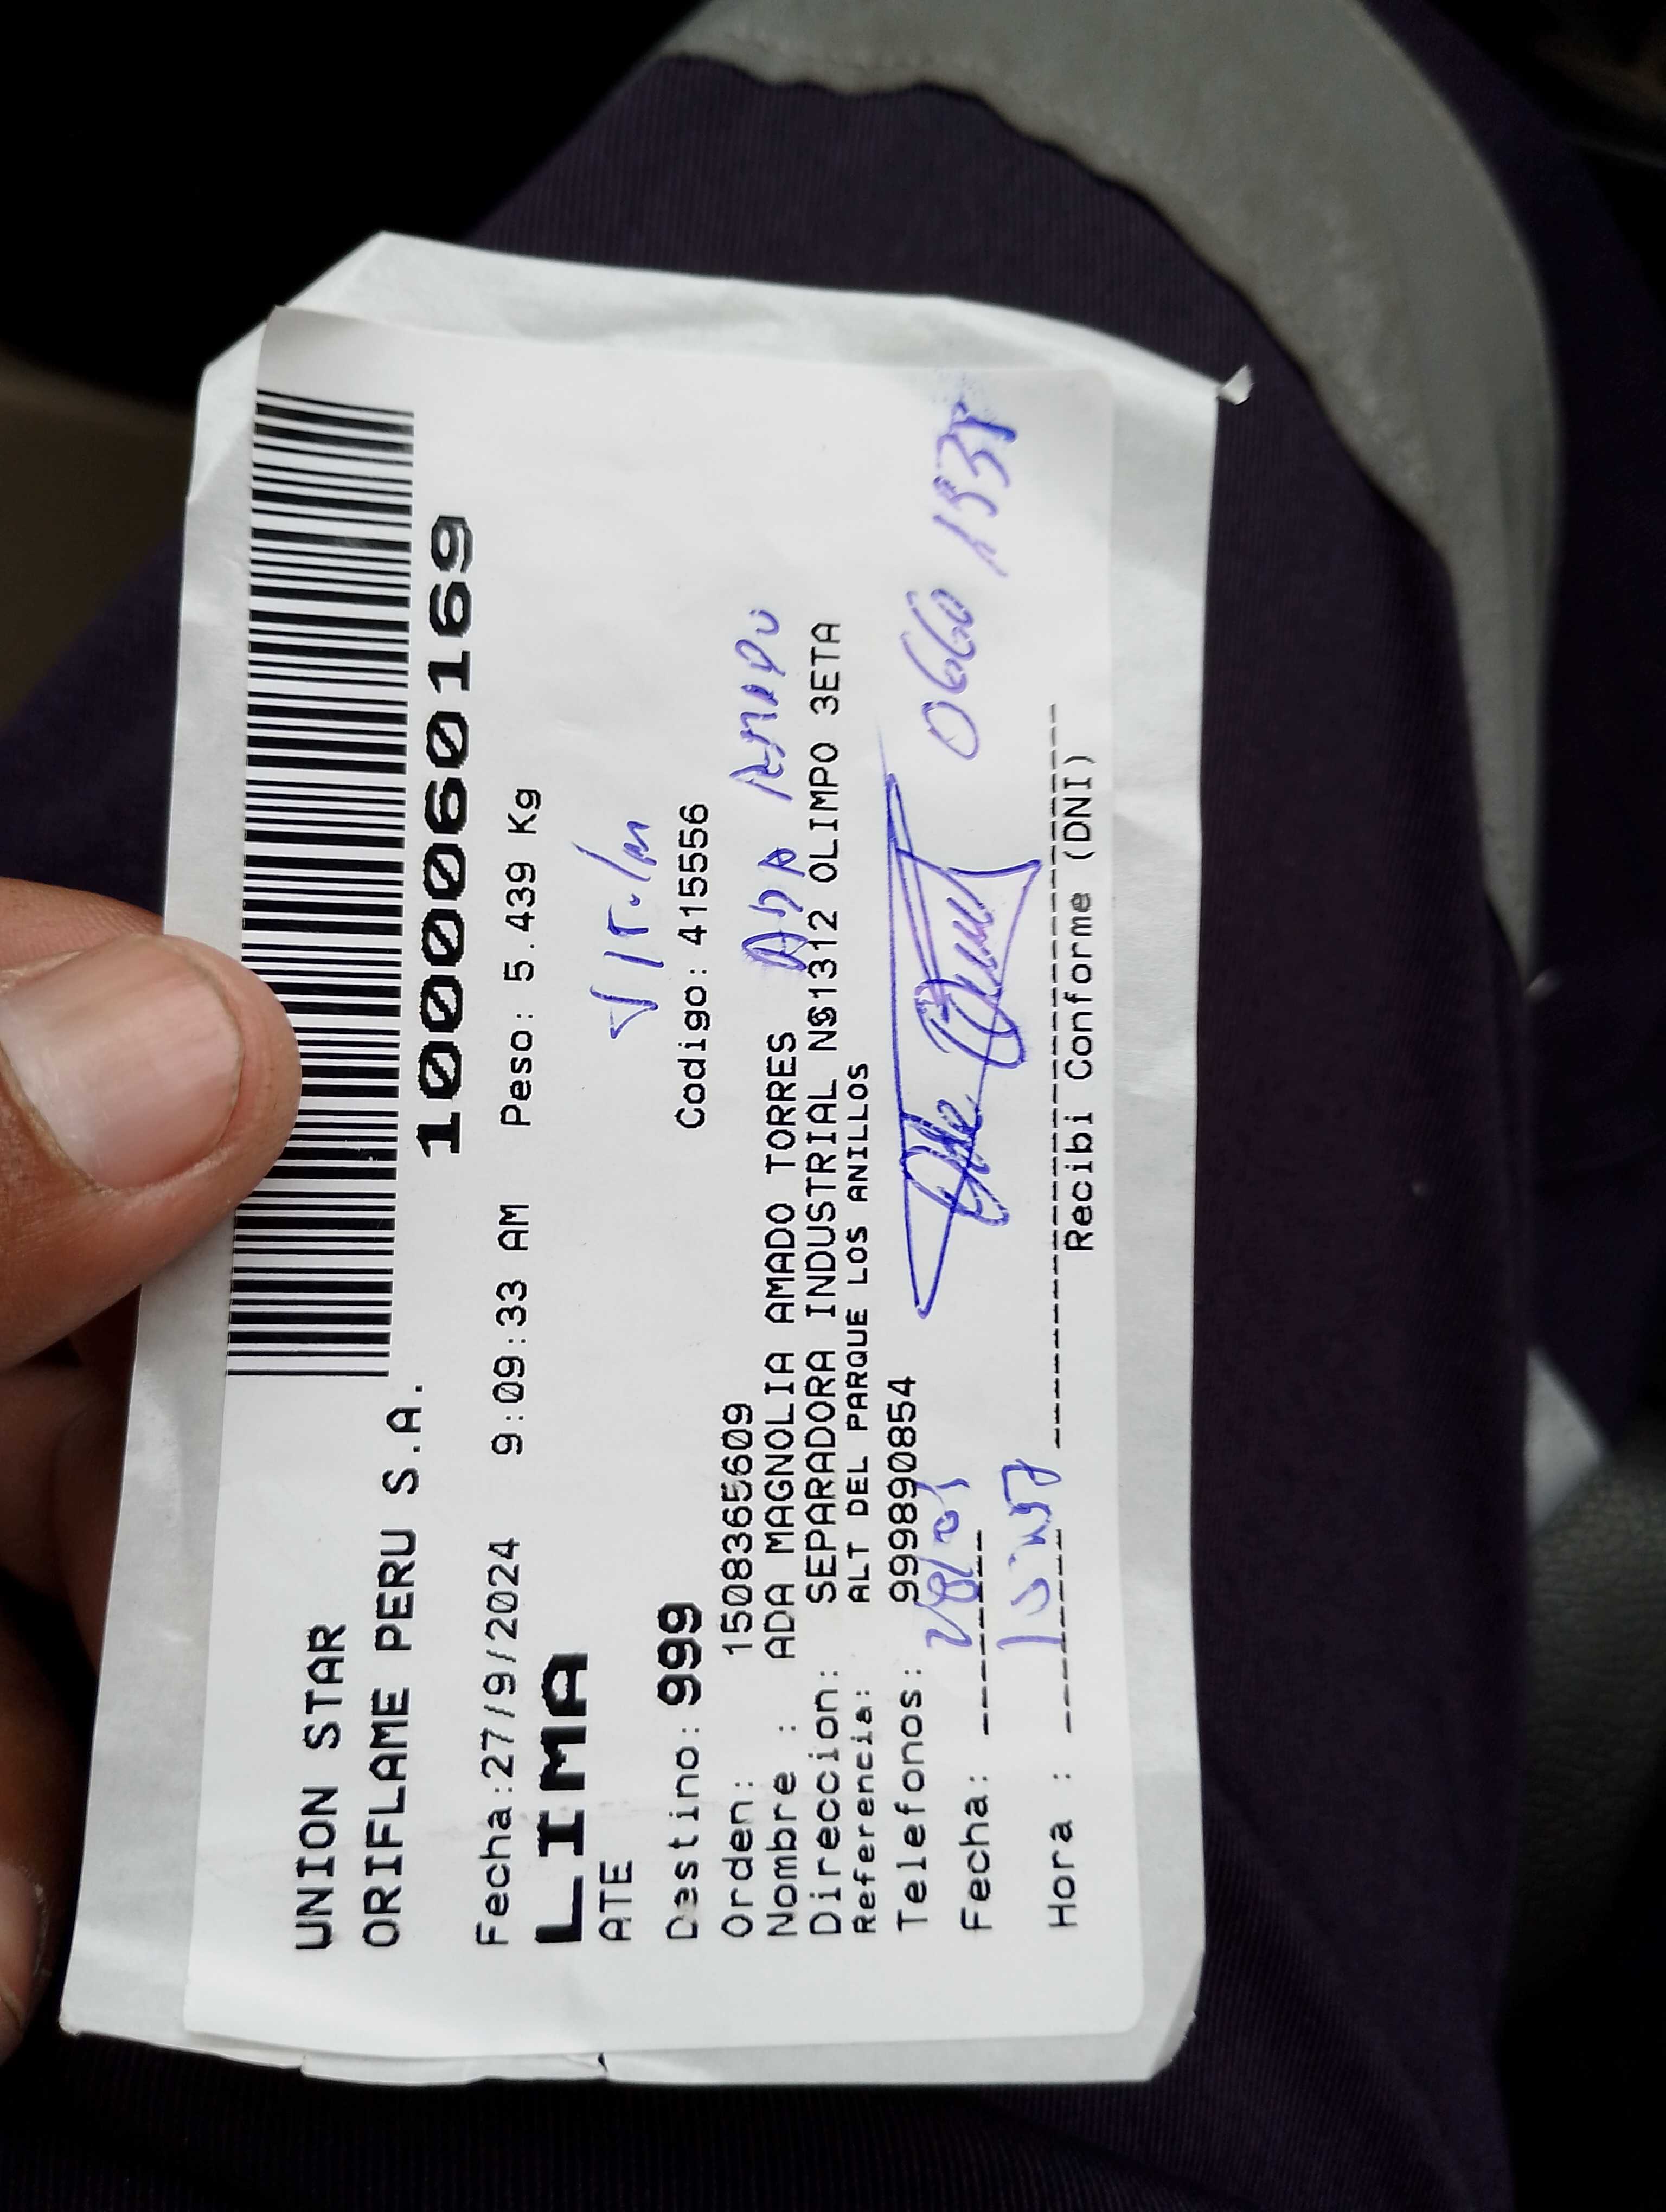 UNION STAR
ORIFLAME PERU S.A.
1000060169
Fecha:27/9/2024 9:09:33 AM Peso: 5.439 Kg
LIMA
ATE
Destino: 999 Codigo: 415556
Orden: 1508365609
Nombre : ADA MAGNOLIA AMADO TORRES ADA AMADO
Direccion: SEPARADORA INDUSTRIAL N$1312 OLIMPO 3ETA
Referencia: ALT DEL PARQUE LOS ANILLOS
Telefonos: 999890854
Fecha:
Hora :
Recibi Conforme (DNI)